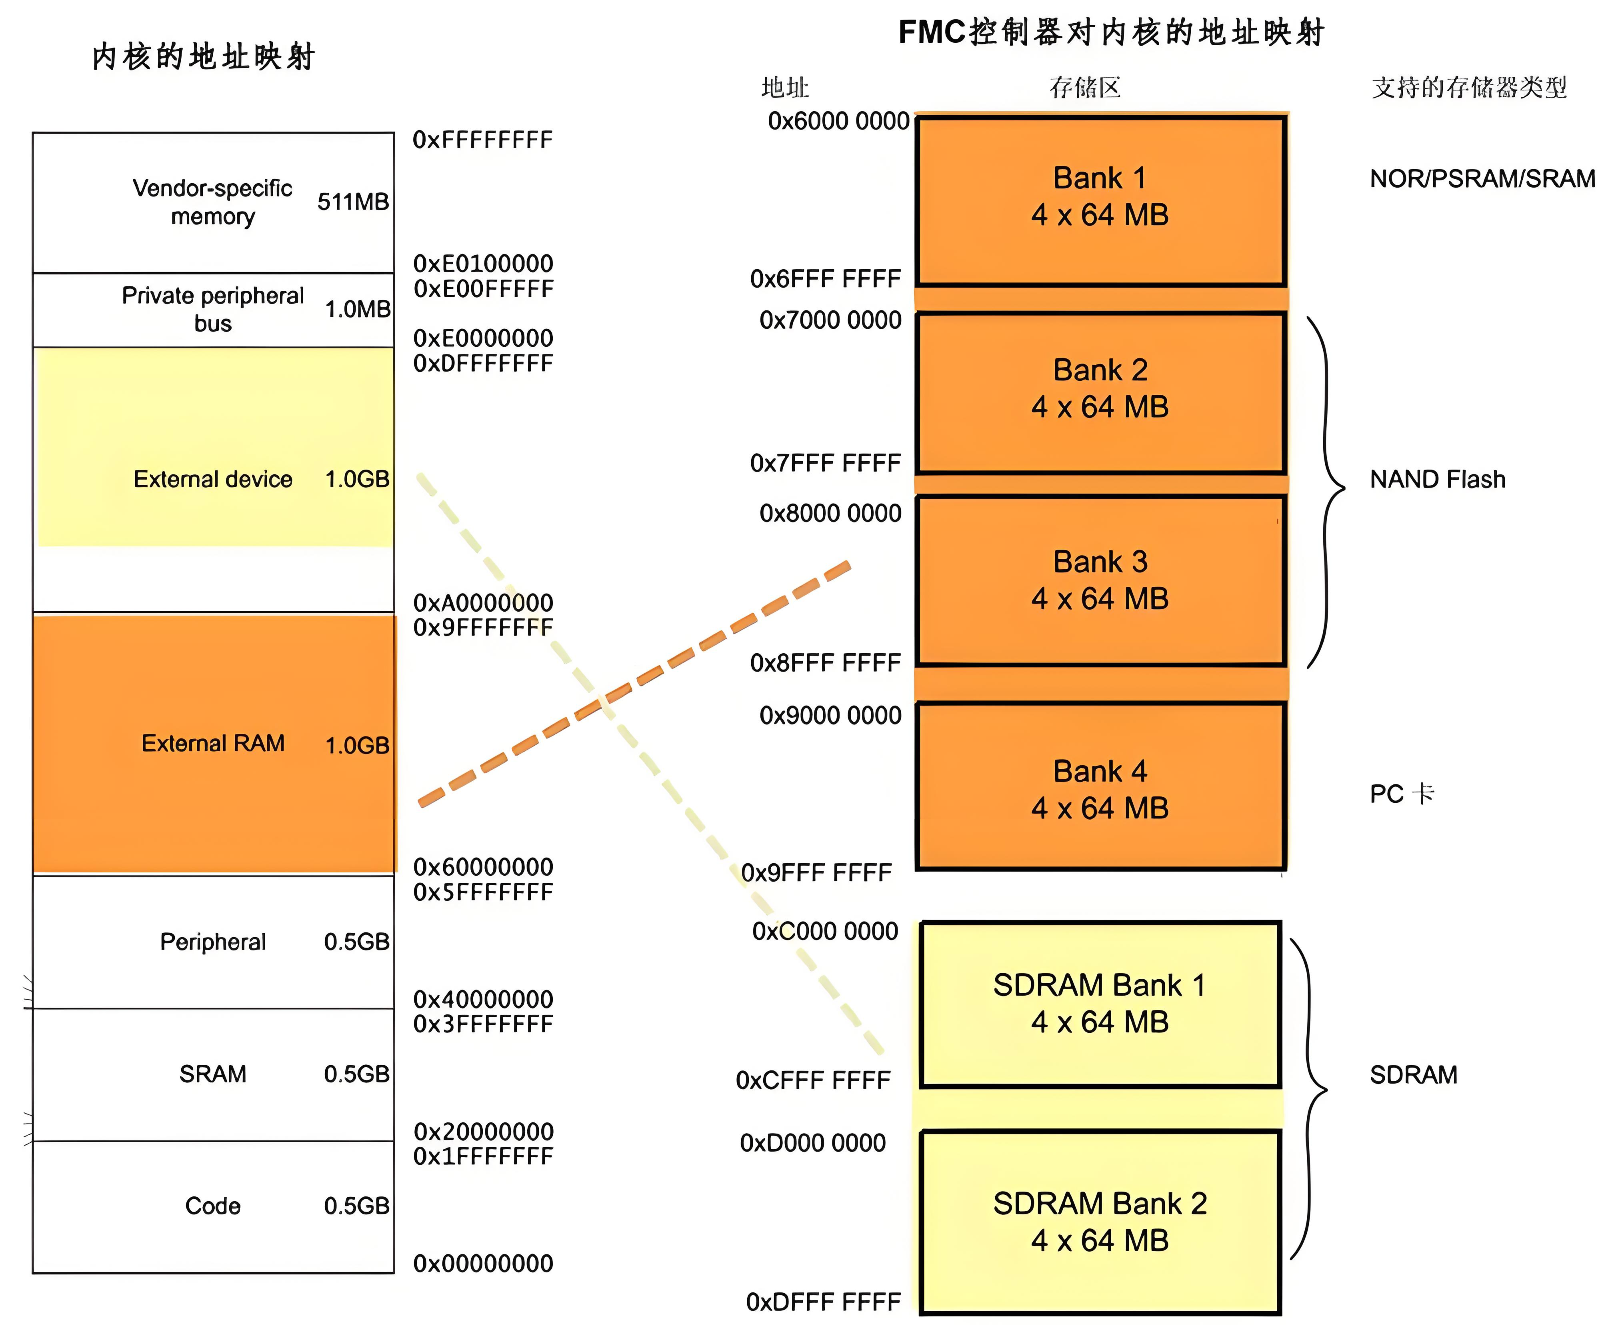 内核的地址映射
0xFFFFFFFF
Vendor-specific
memory
511MB
0xE0100000
0xE00FFFFF
Private peripheral
bus
1.0MB
0xE0000000
0xDFFFFFFF
External device
1.0GB
0xA0000000
0x9FFFFFFF
External RAM
1.0GB
0x60000000
0x5FFFFFFF
Peripheral
0.5GB
0x40000000
0x3FFFFFFF
SRAM
0.5GB
0x20000000
0x1FFFFFFF
Code
0.5GB
0x00000000
FMC控制器对内核的地址映射
地址
存储区
支持的存储器类型
0x6000 0000
Bank 1
4 x 64 MB
NOR/PSRAM/SRAM
0x6FFF FFFF
0x7000 0000
Bank 2
4 x 64 MB
0x7FFF FFFF
NAND Flash
0x8000 0000
Bank 3
4 x 64 MB
0x8FFF FFFF
0x9000 0000
Bank 4
4 x 64 MB
PC 卡
0x9FFF FFFF
0xC000 0000
SDRAM Bank 1
4 x 64 MB
0xCFFF FFFF
SDRAM
0xD000 0000
SDRAM Bank 2
4 x 64 MB
0xDFFF FFFF